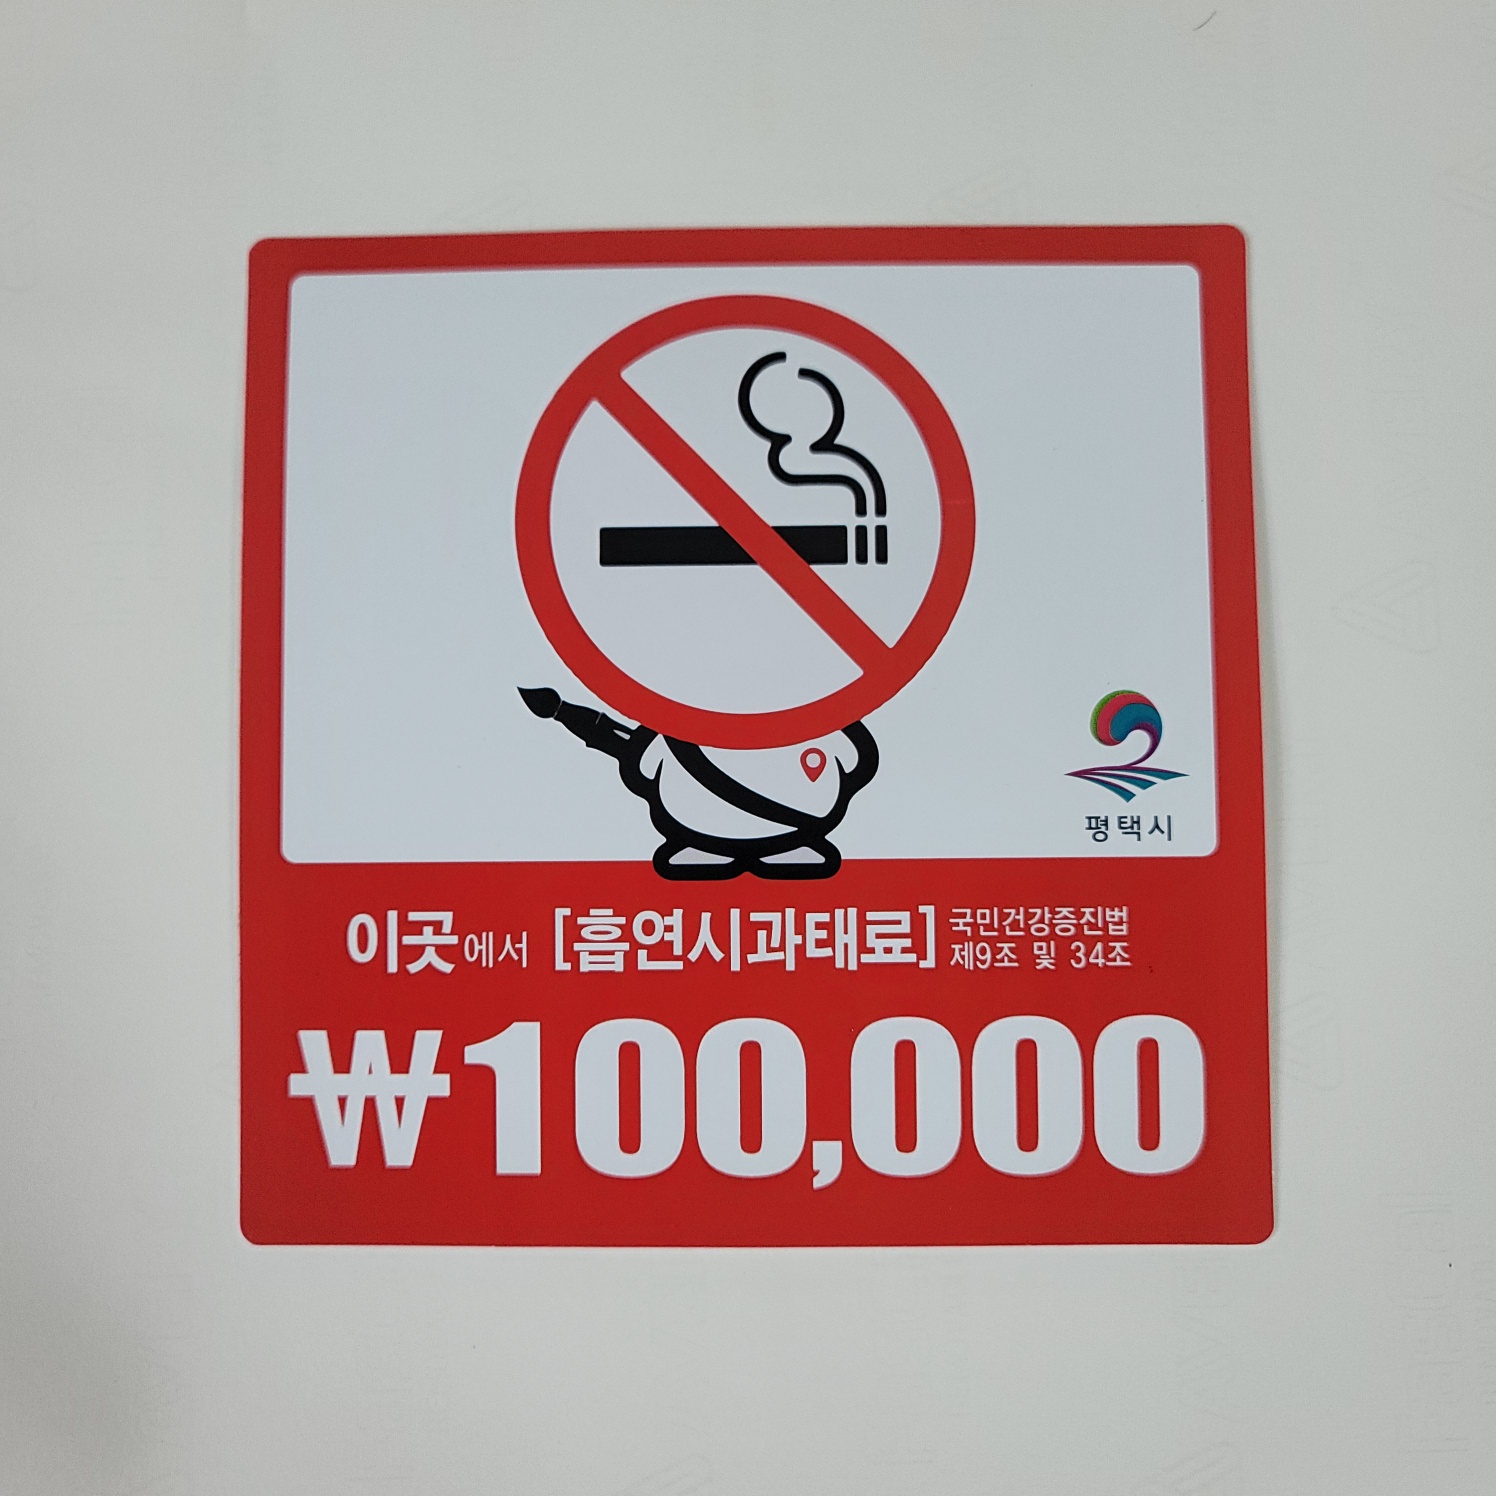 평택시
이곳에서 [흡연시과태료] 국민건강증진법
제9조 및 34조
₩100,000